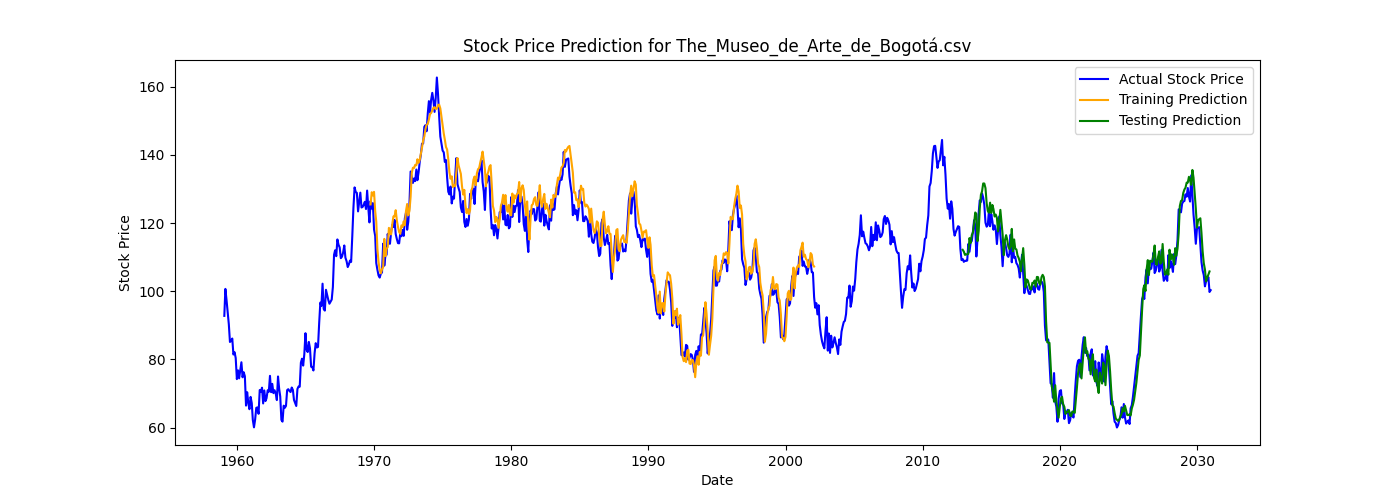 Stock Price Prediction for The_Museo_de_Arte_de_Bogotá.csv
Actual Stock Price
Training Prediction
Testing Prediction
Stock Price
160
140
120
100
80
60
1960
1970
1980
1990
2000
2010
2020
2030
Date